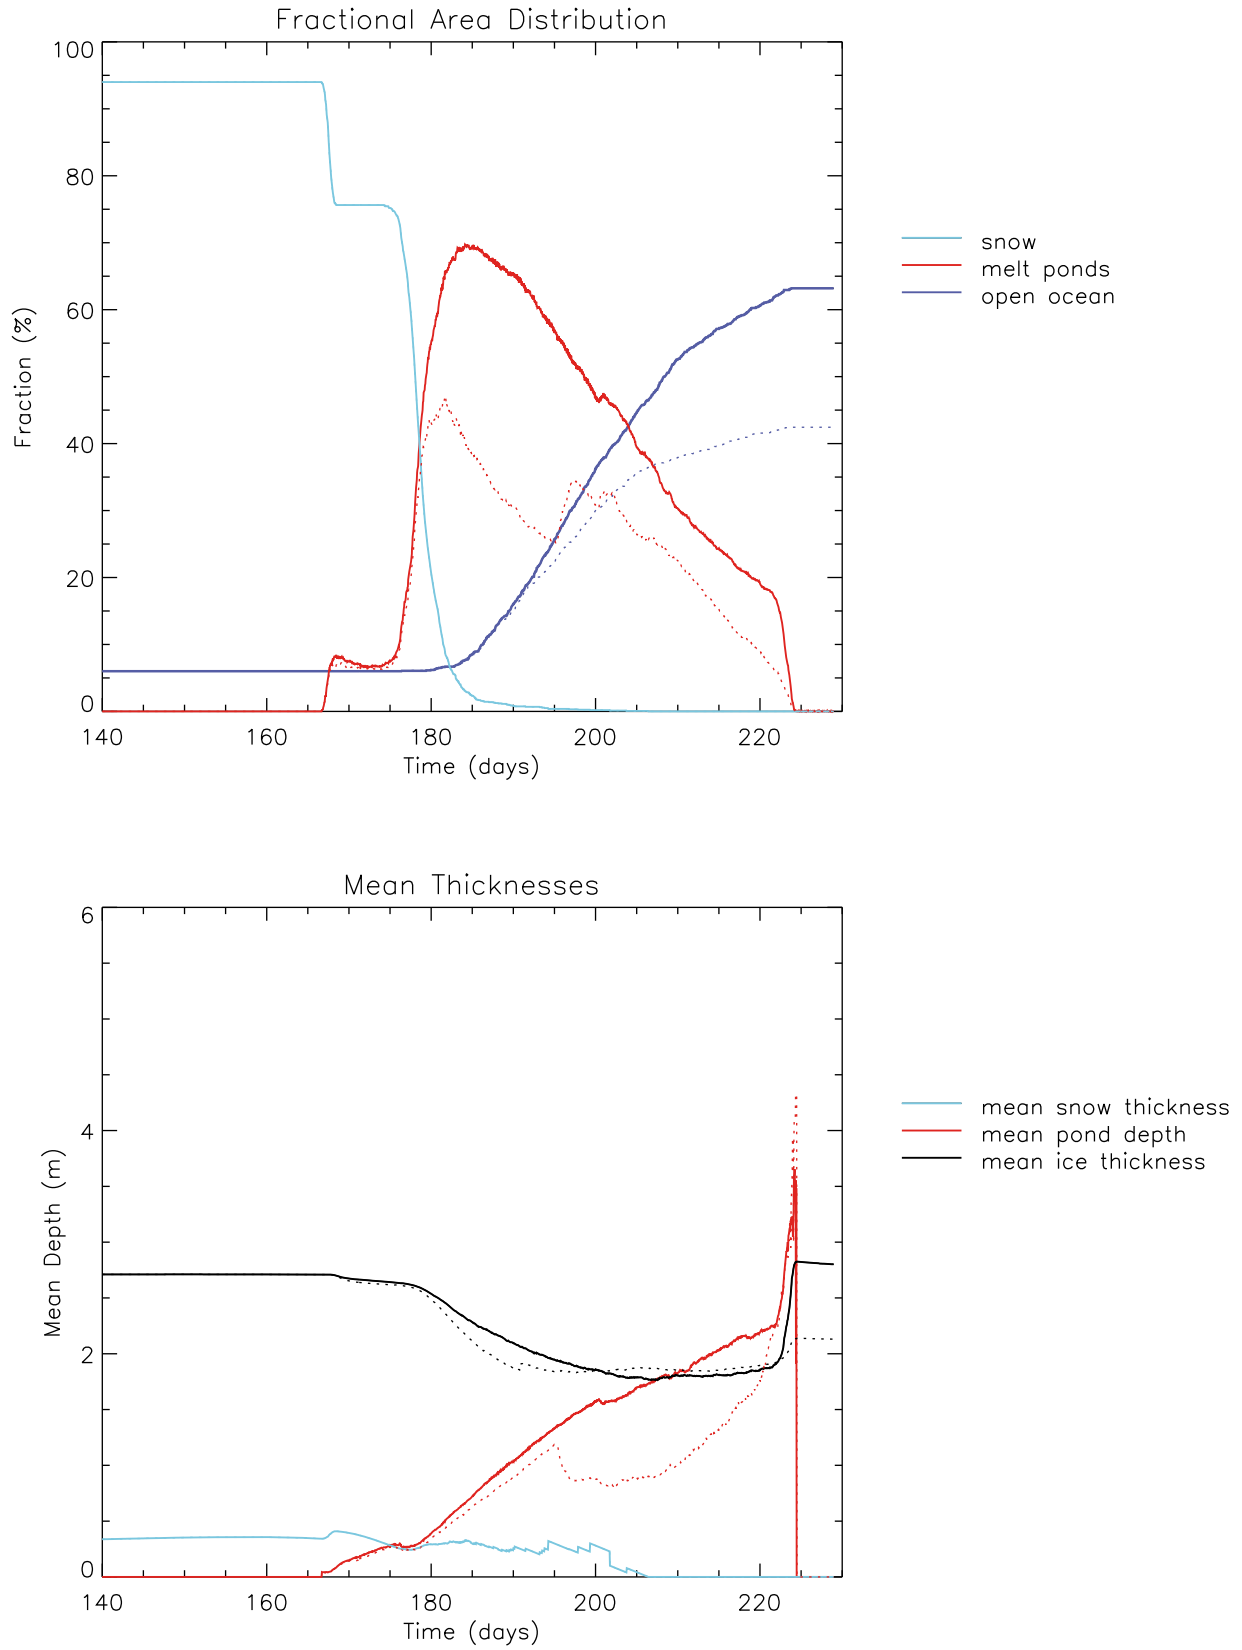 Fractional Area Distribution
100
80
60
40
20
0
Fraction (%)
140 160 180 200 220
Time (days)
snow
melt ponds
open ocean
Mean Thicknesses
6
4
2
0
Mean Depth (m)
140 160 180 200 220
Time (days)
mean snow thickness
mean pond depth
mean ice thickness